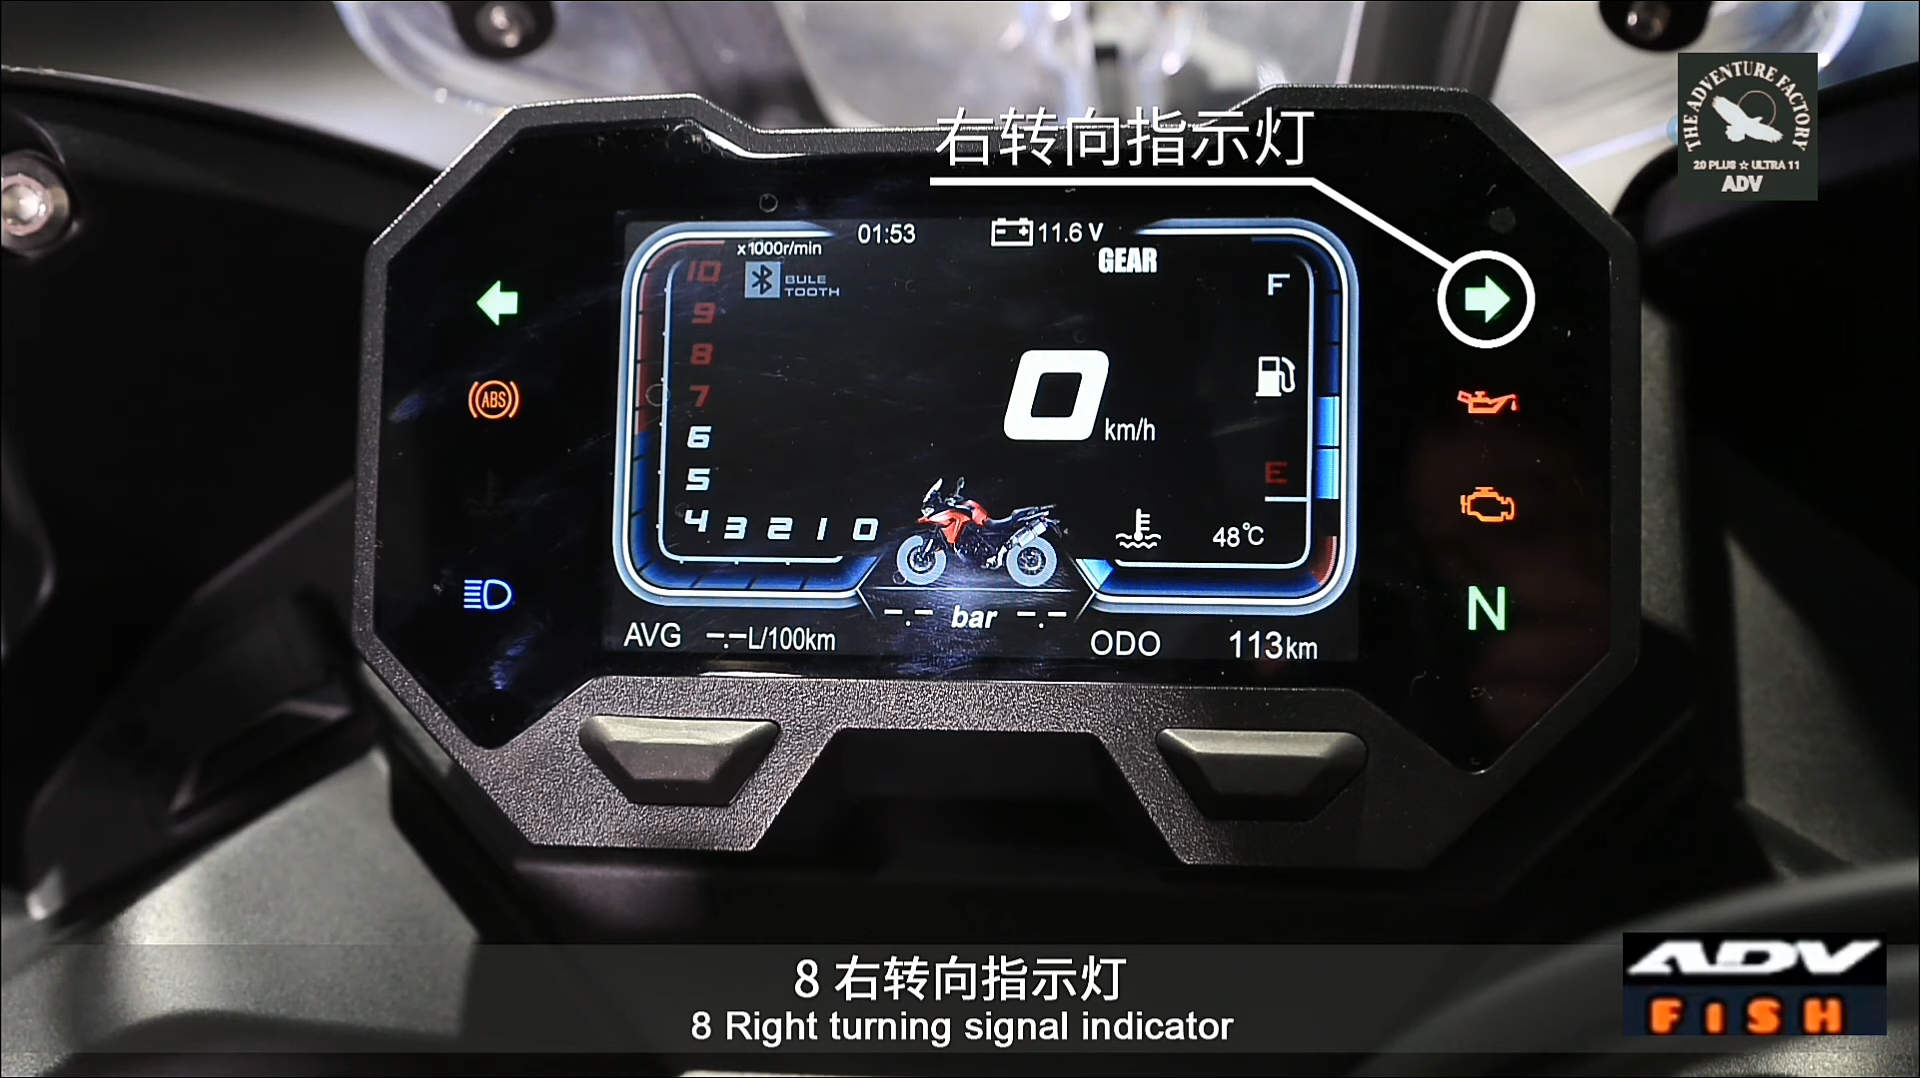 右转向指示灯
THE ADVENTURE FACTORY
20 PLUS ☆ ULTRA 11
ADV
x1000r/min
01:53
11.6 V
GEAR
BULE
TOOTH
10
9
8
7
6
5
4 3 2 1 0
F
E
0 km/h
48℃
ABS
N
-.- bar -.-
AVG --.--L/100km
ODO 113km
8 右转向指示灯
8 Right turning signal indicator
ADV
FISH